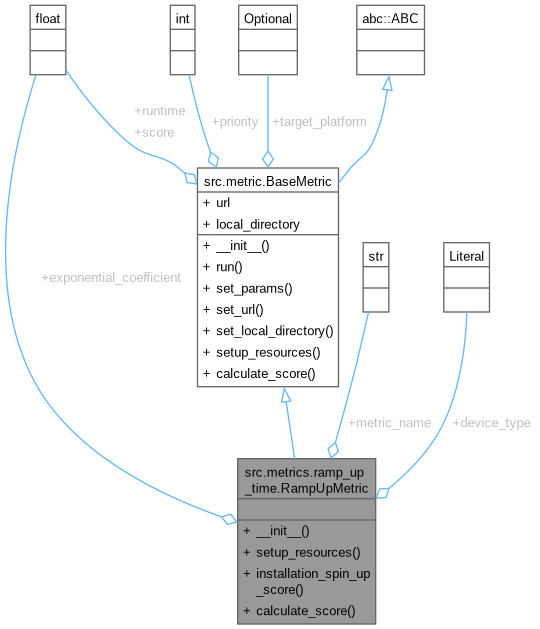 float
int
Optional
abc::ABC
+runtime
+score
+priority
+target_platform
src.metric.BaseMetric
+ url
+ local_directory
+ __init__()
+ run()
+ set_params()
+ set_url()
+ set_local_directory()
+ setup_resources()
+ calculate_score()
str
Literal
+exponential_coefficient
+metric_name
+device_type
src.metrics.ramp_up
_time.RampUpMetric
+ __init__()
+ setup_resources()
+ installation_spin_up
_score()
+ calculate_score()